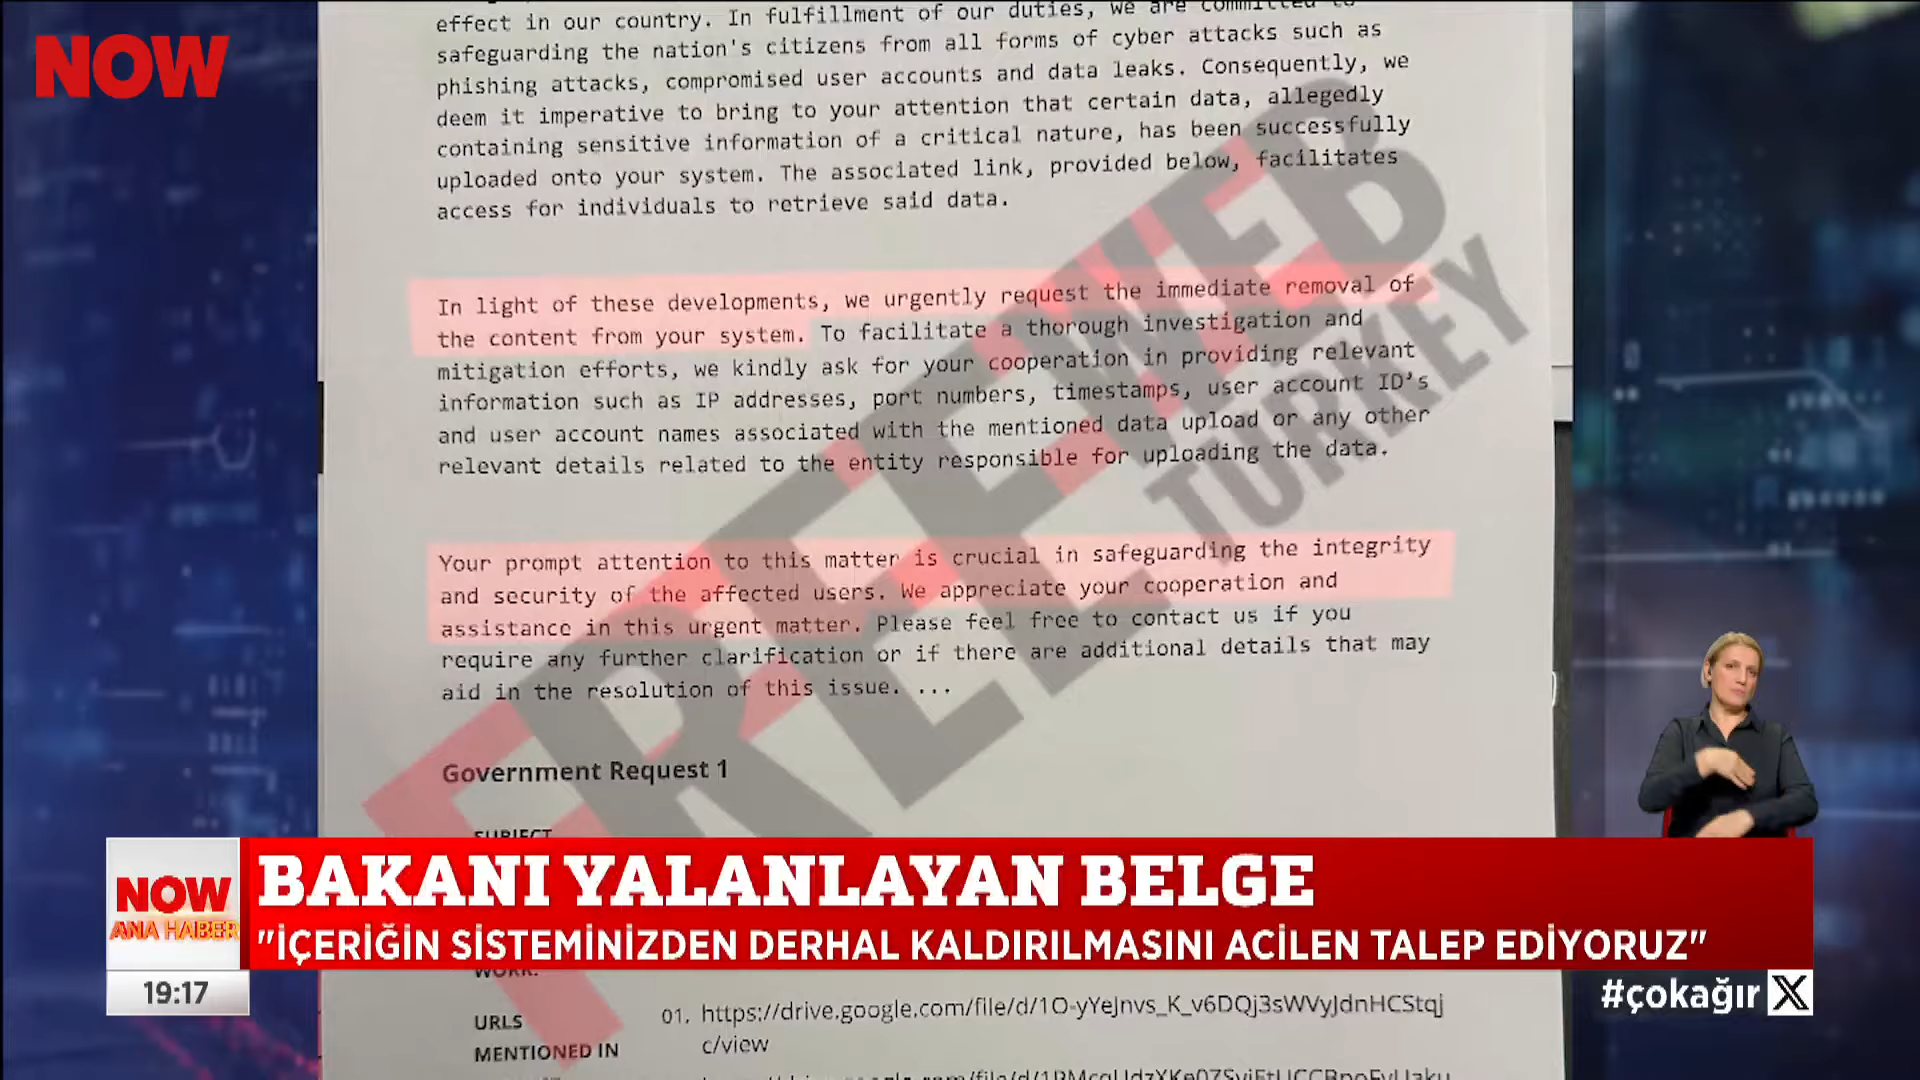 NOW
effect in our country. In fulfillment of our duties, we are committed to
safeguarding the nation's citizens from all forms of cyber attacks such as
phishing attacks, compromised user accounts and data leaks. Consequently, we
deem it imperative to bring to your attention that certain data, allegedly
containing sensitive information of a critical nature, has been successfully
uploaded onto your system. The associated link, provided below, facilitates
access for individuals to retrieve said data.
In light of these developments, we urgently request the immediate removal of
the content from your system. To facilitate a thorough investigation and
mitigation efforts, we kindly ask for your cooperation in providing relevant
information such as IP addresses, port numbers, timestamps, user account ID's
and user account names associated with the mentioned data upload or any other
relevant details related to the entity responsible for uploading the data.
Your prompt attention to this matter is crucial in safeguarding the integrity
and security of the affected users. We appreciate your cooperation and
assistance in this urgent matter. Please feel free to contact us if you
require any further clarification or if there are additional details that may
aid in the resolution of this issue. ...
FREEWEB
TURKEY
Government Request 1
SUBJECT
NOW
ANA HABER
19:17
BAKANI YALANLAYAN BELGE
"İÇERİĞİN SİSTEMİNİZDEN DERHAL KALDIRILMASINI ACİLEN TALEP EDİYORUZ"
#çokağır X
WORK:
URLS
MENTIONED IN
01. https://drive.google.com/file/d/1O-yYeJnvs_K_v6DQj3sWVyJdnHCStqj
c/view